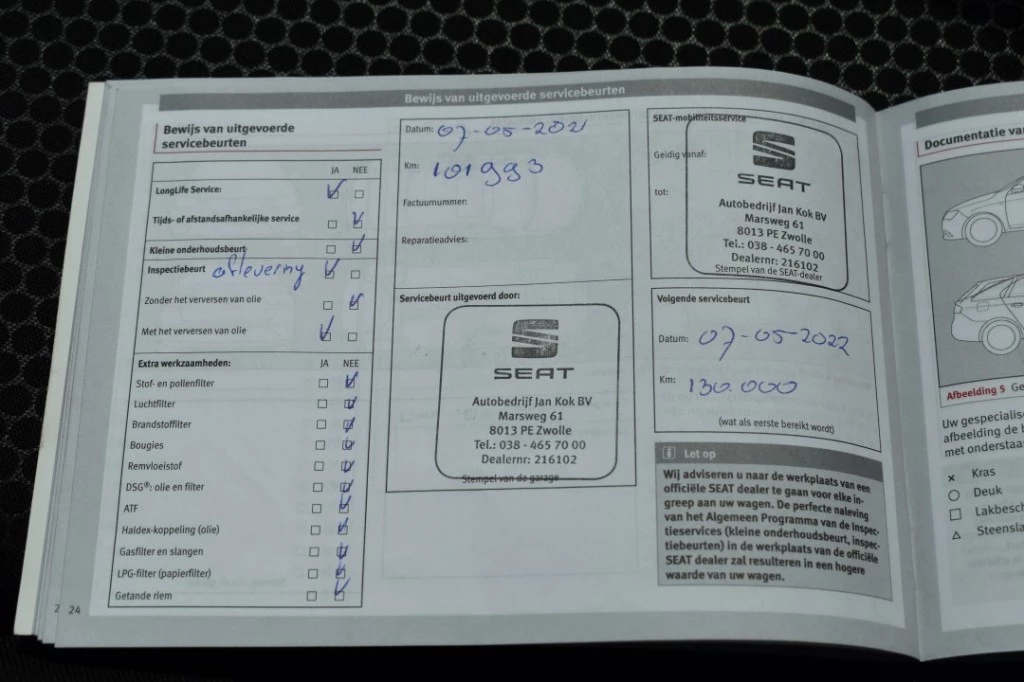 Bewijs van uitgevoerde servicebeurten
Bewijs van uitgevoerde
servicebeurten
JA NEE
LongLife Service:
Tijds- of afstandsafhankelijke service
Kleine onderhoudsbeurt
Inspectiebeurt aflevering
Zonder het verversen van olie
Met het verversen van olie
Extra werkzaamheden: JA NEE
Stof- en pollenfilter
Luchtfilter
Brandstoffilter
Bougies
Remvloeistof
DSG®: olie en filter
ATF
Haldex-koppeling (olie)
Gasfilter en slangen
LPG-filter (papierfilter)
Getande riem
24
Datum: 07-05-2021
Km: 101993
Factuurnummer:
Reparatieadvies:
Servicebeurt uitgevoerd door:
SEAT
Autobedrijf Jan Kok BV
Marsweg 61
8013 PE Zwolle
Tel.: 038 - 465 70 00
Dealernr: 216102
Stempel van de garage
SEAT-mobiliteitsservice
Geldig vanaf:
tot:
SEAT
Autobedrijf Jan Kok BV
Marsweg 61
8013 PE Zwolle
Tel.: 038 - 465 70 00
Dealernr: 216102
Stempel van de SEAT-dealer
Volgende servicebeurt
Datum: 07-05-2022
Km: 130.000
(wat als eerste bereikt wordt)
i Let op
Wij adviseren u naar de werkplaats van een
officiële SEAT dealer te gaan voor elke in-
greep aan uw wagen. De perfecte naleving
van het Algemeen Programma van de Inspec-
tieservices (kleine onderhoudsbeurt, inspec-
tiebeurten) in de werkplaats van de officiële
SEAT dealer zal resulteren in een hogere
waarde van uw wagen.
Documentatie
Afbeelding 5
Uw
afbeelding de
met
Kras
Deuk